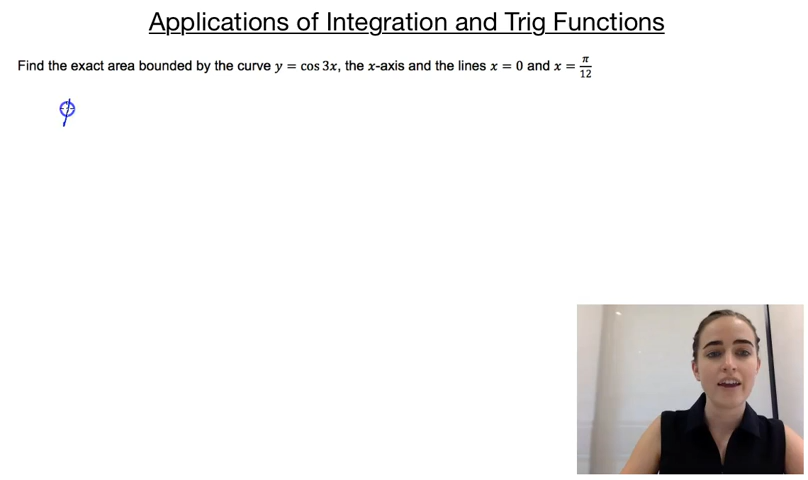 Applications of Integration and Trig Functions
Find the exact area bounded by the curve y = cos 3x, the x-axis and the lines x = 0 and x = π/12